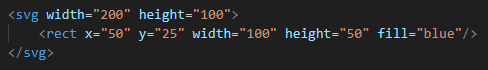 <svg width="200" height="100">
    <rect x="50" y="25" width="100" height="50" fill="blue"/>
</svg>